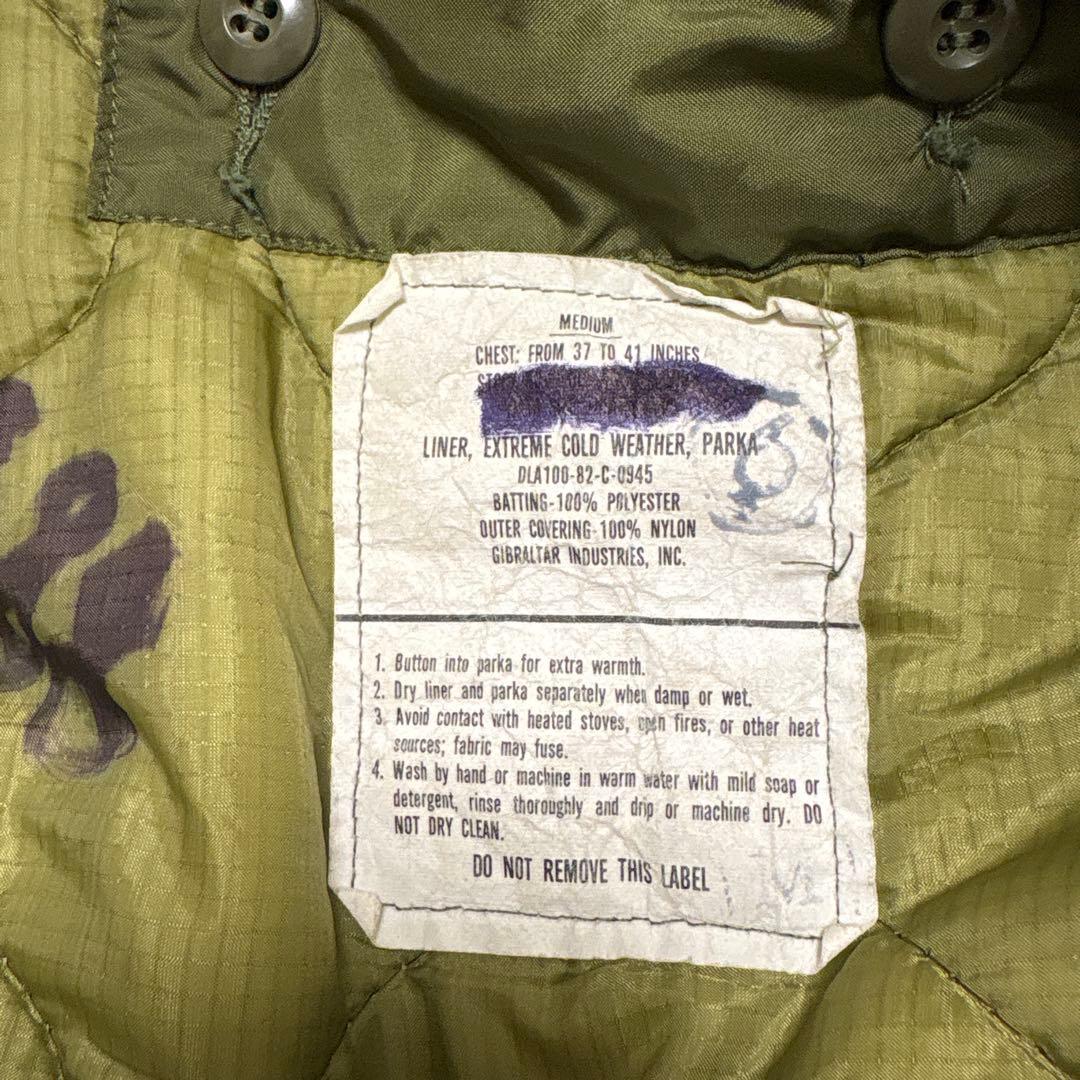 MEDIUM
CHEST: FROM 37 TO 41 INCHES
LINER, EXTREME COLD WEATHER, PARKA
DLA100-82-C-0945
BATTING-100% POLYESTER
OUTER COVERING-100% NYLON
GIBRALTAR INDUSTRIES, INC.
1. Button into parka for extra warmth.
2. Dry liner and parka separately when damp or wet.
3. Avoid contact with heated stoves, open fires, or other heat
sources; fabric may fuse.
4. Wash by hand or machine in warm water with mild soap or
detergent, rinse thoroughly and drip or machine dry. DO
NOT DRY CLEAN.
DO NOT REMOVE THIS LABEL